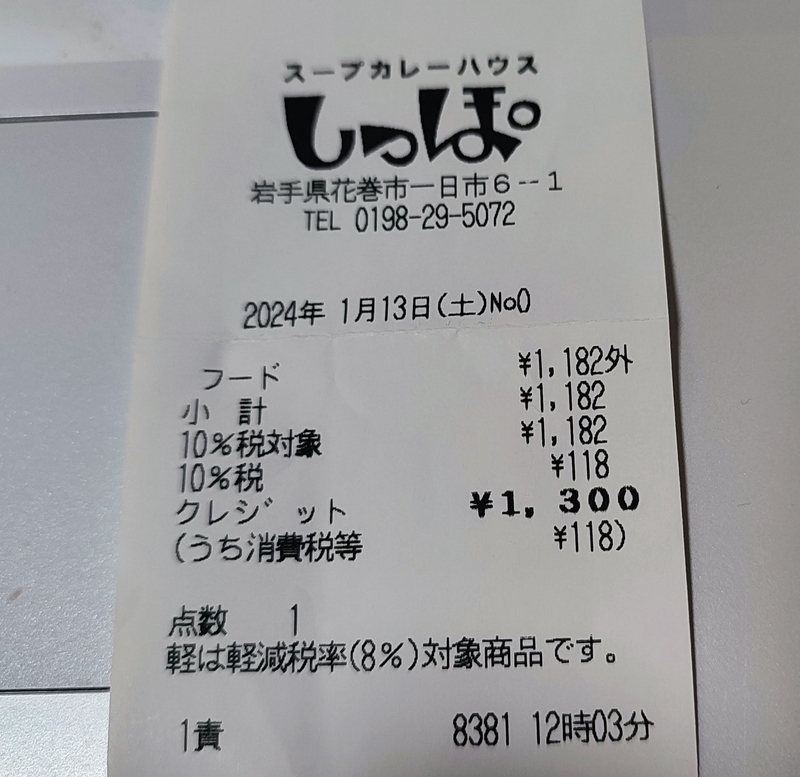 スープカレーハウス
しっぽ
岩手県花巻市一日市6--1
TEL 0198-29-5072
2024年 1月13日(土)No0
フード ¥1,182外
小 計 ¥1,182
10%税対象 ¥1,182
10%税 ¥118
クレジット ¥1,300
(うち消費税等 ¥118)
点数 1
軽は軽減税率(8%)対象商品です。
1責 8381 12時03分